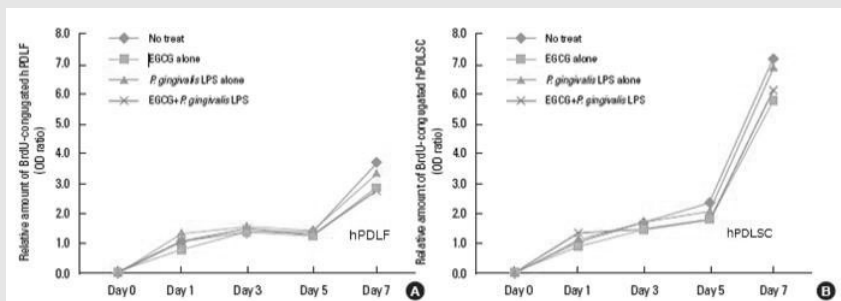 Relative amount of BrdU-congugated hPDLF
(OD ratio)
8.0
7.0
6.0
5.0
4.0
3.0
2.0
1.0
0.0
No treat
EGCG alone
P. gingivalis LPS alone
EGCG+P. gingivalis LPS
hPDLF
Day 0 Day 1 Day 3 Day 5 Day 7
A
Relative amount of BrdU-congugated hPDLSC
(OD ratio)
8.0
7.0
6.0
5.0
4.0
3.0
2.0
1.0
0.0
No treat
EGCG alone
P. gingivalis LPS alone
EGCG+P. gingivalis LPS
hPDLSC
Day 0 Day 1 Day 3 Day 5 Day 7
B